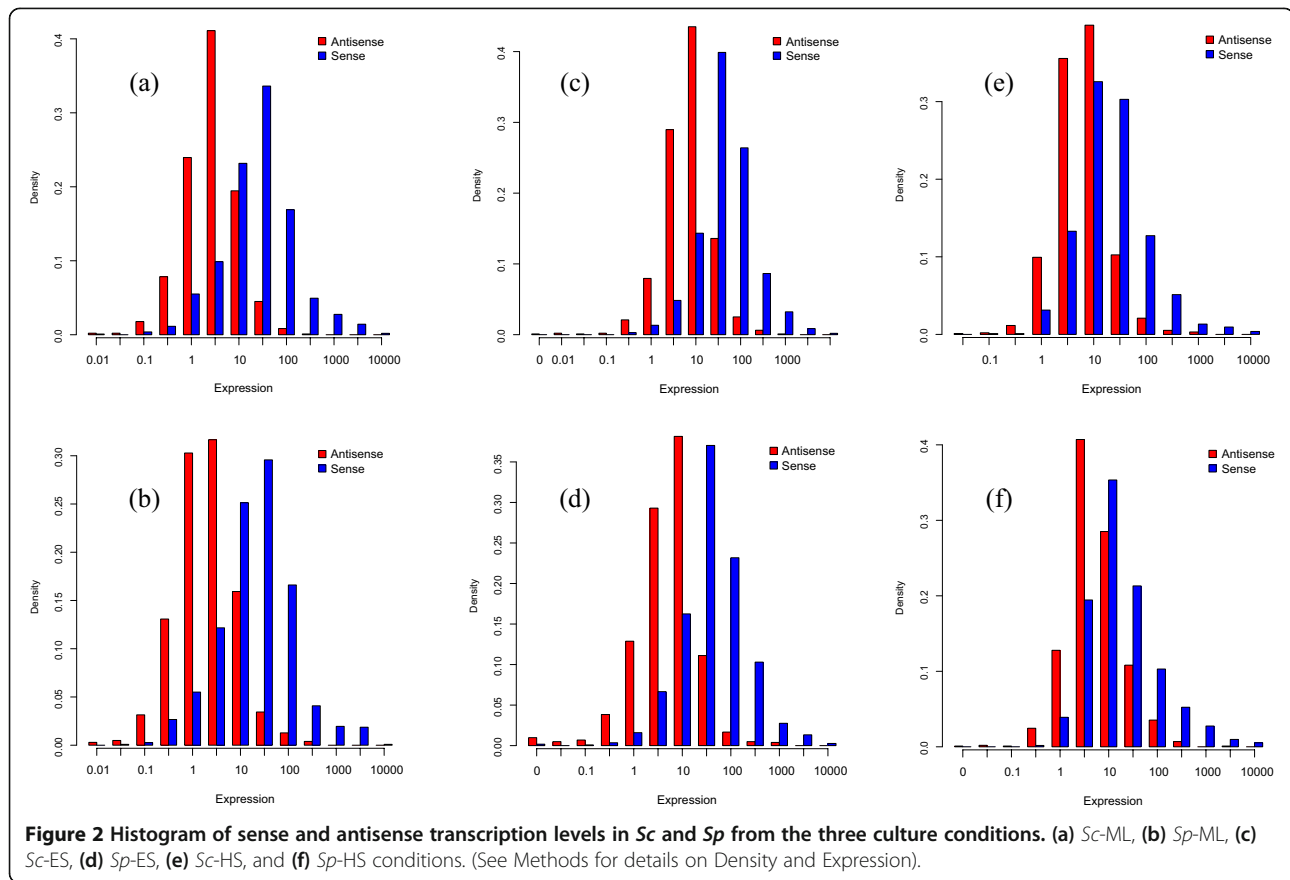 (a)
Antisense
Sense
Density
0.0
0.1
0.2
0.3
0.4
0.01 0.1 1 10 100 1000 10000
Expression
(c)
Antisense
Sense
Density
0.0
0.1
0.2
0.3
0.4
0 0.01 0.1 1 10 100 1000
Expression
(e)
Antisense
Sense
Density
0.0
0.1
0.2
0.3
0.1 1 10 100 1000 10000
Expression
(b)
Antisense
Sense
Density
0.00
0.05
0.10
0.15
0.20
0.25
0.30
0.01 0.1 1 10 100 1000 10000
Expression
(d)
Antisense
Sense
Density
0.00
0.05
0.10
0.15
0.20
0.25
0.30
0.35
0 0.1 1 10 100 1000 10000
Expression
(f)
Antisense
Sense
Density
0.0
0.1
0.2
0.3
0.4
0 0.1 1 10 100 1000 10000
Expression
Figure 2 Histogram of sense and antisense transcription levels in Sc and Sp from the three culture conditions. (a) Sc-ML, (b) Sp-ML, (c)
Sc-ES, (d) Sp-ES, (e) Sc-HS, and (f) Sp-HS conditions. (See Methods for details on Density and Expression).